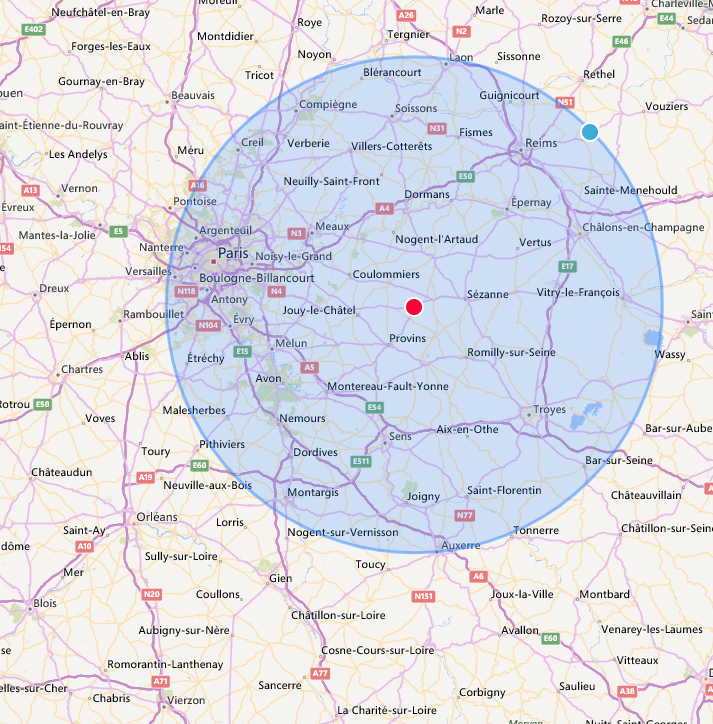 Neufchâtel-en-Bray
Moreuil
Roye
Marle
Rozoy-sur-Serre
Charleville-M
E402
A26
N2
E44
E46
Sedan
Forges-les-Eaux
Montdidier
Tergnier
Noyon
Laon
Sissonne
Gournay-en-Bray
Tricot
Blérancourt
Rethel
ouen
Beauvais
Compiègne
Soissons
Guignicourt
N51
Vouziers
aint-Étienne-du-Rouvray
Creil
Verberie
N31
Fismes
Reims
Les Andelys
Méru
Villers-Cotterêts
A13
Vernon
A16
Neuilly-Saint-Front
E50
Sainte-Menehould
Évreux
Pontoise
Dormans
A4
Épernay
Mantes-la-Jolie
E5
Argenteuil
N3
Meaux
Châlons-en-Champagne
A154
Nanterre
Paris
Noisy-le-Grand
Nogent-l'Artaud
Vertus
Versailles
Boulogne-Billancourt
Coulommiers
E17
Dreux
N118
Antony
N4
Sézanne
Vitry-le-François
Rambouillet
Évry
Jouy-le-Châtel
Saint
Épernon
N104
Provins
Ablis
E15
Melun
Romilly-sur-Seine
Wassy
Chartres
Étréchy
A5
Avon
Montereau-Fault-Yonne
Rotrou
E50
Voves
Malesherbes
Nemours
E54
Troyes
Bar-sur-Aube
Toury
Pithiviers
Sens
Aix-en-Othe
Dordives
E511
Bar-sur-Seine
Châteaudun
A19
E60
Neuville-aux-Bois
Montargis
Joigny
Saint-Florentin
Châteauvillain
Orléans
Lorris
N77
Saint-Ay
Nogent-sur-Vernisson
Tonnerre
Châtillon-sur-Seine
dôme
A10
Sully-sur-Loire
Auxerre
Mer
Toucy
Gien
A6
Blois
N20
Coullons
N151
Joux-la-Ville
Montbard
Châtillon-sur-Loire
Aubigny-sur-Nère
Avallon
E60
Venarey-les-Laumes
se
Cosne-Cours-sur-Loire
Romorantin-Lanthenay
Vitteaux
elles-sur-Cher
A71
Sancerre
A77
Corbigny
Saulieu
A38
Chabris
Vierzon
La Charité-sur-Loire
Morvan
Nuits-Saint-Georges